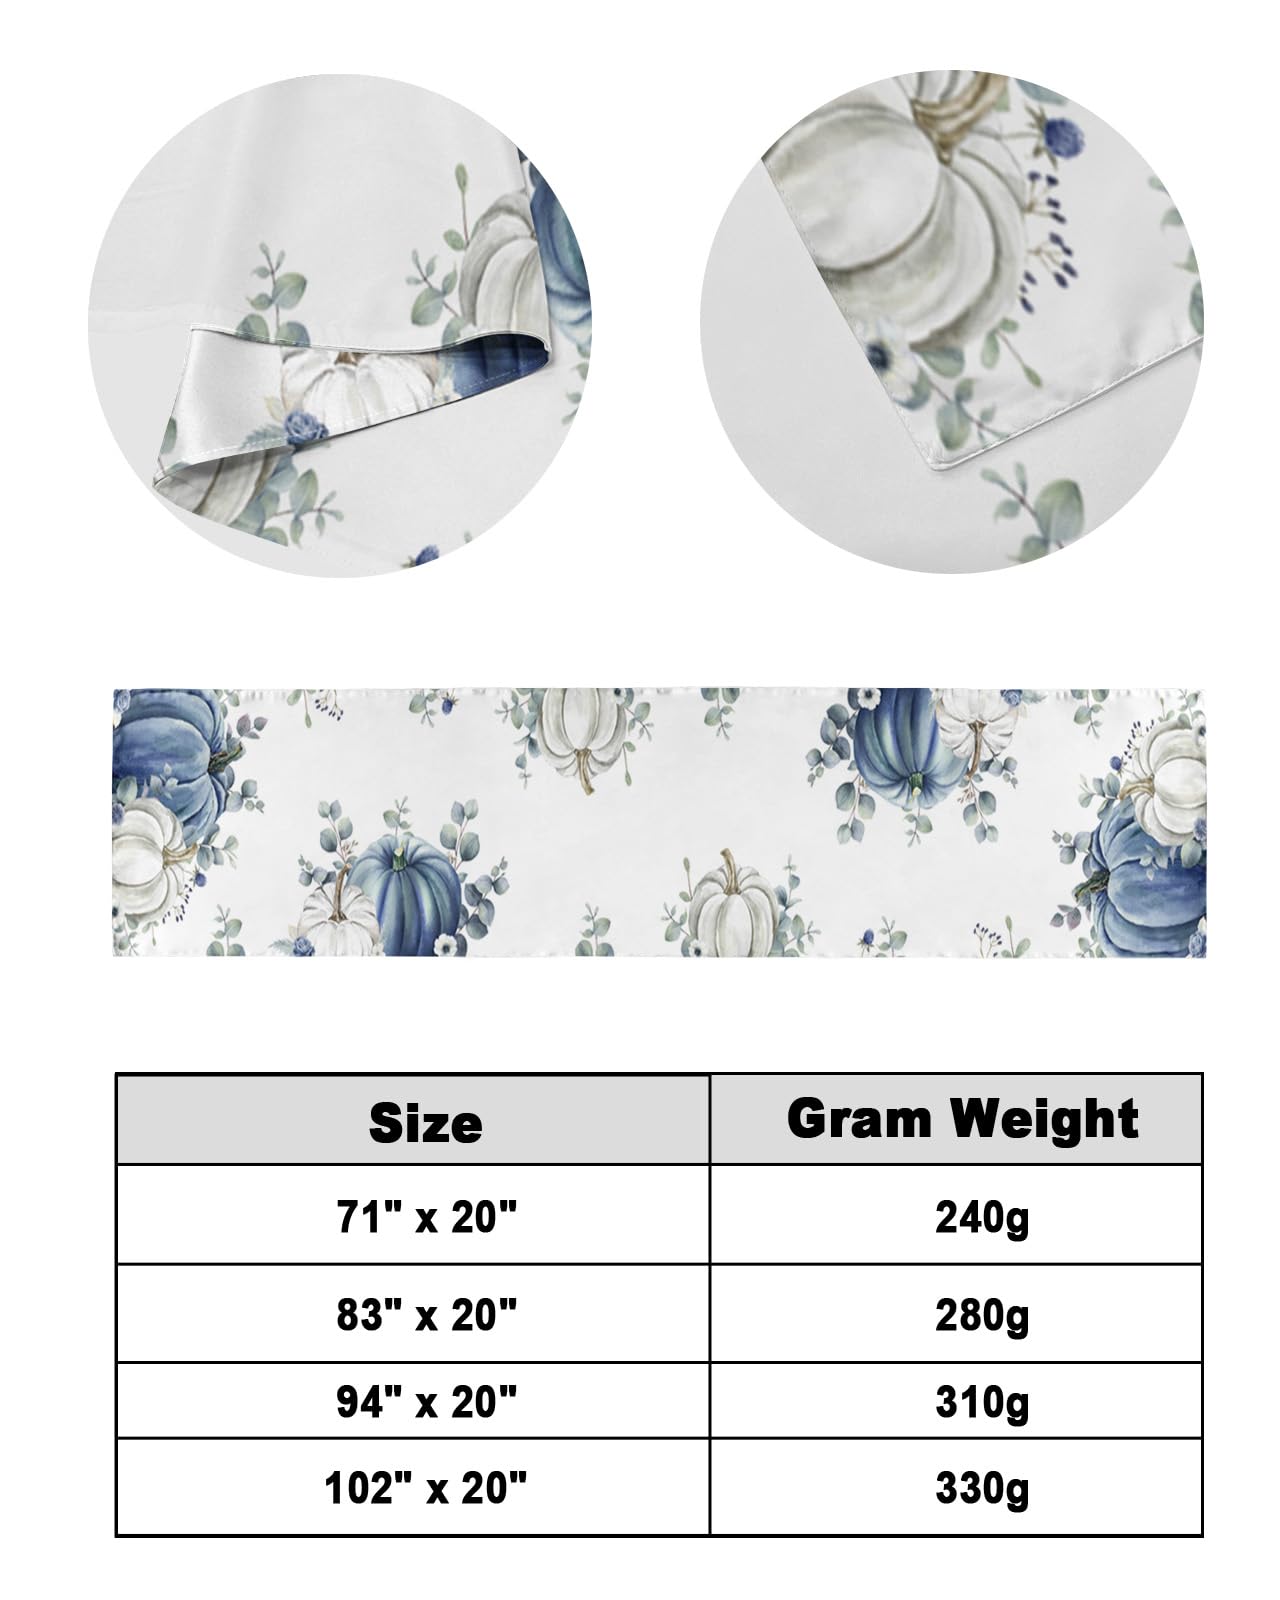 Size Gram Weight
71" x 20" 240g
83" x 20" 280g
94" x 20" 310g
102" x 20" 330g